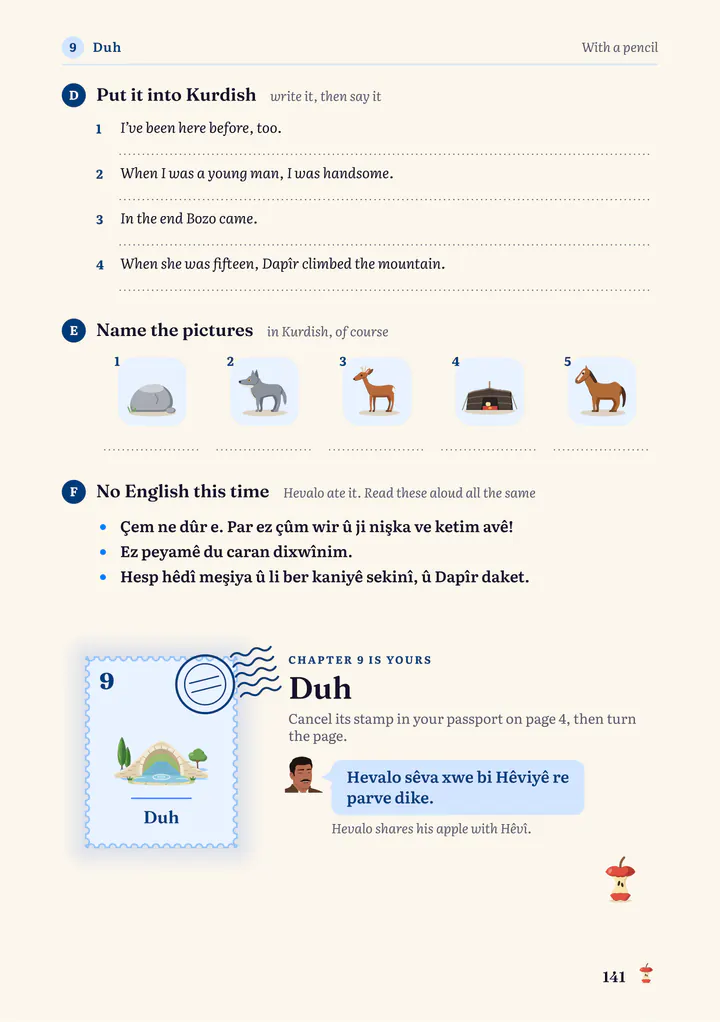 9 Duh With a pencil
D Put it into Kurdish write it, then say it
1 I've been here before, too.
2 When I was a young man, I was handsome.
3 In the end Bozo came.
4 When she was fifteen, Dapîr climbed the mountain.
E Name the pictures in Kurdish, of course
1 2 3 4 5
F No English this time Hevalo ate it. Read these aloud all the same
• Çem ne dûr e. Par ez çûm wir û ji nişka ve ketim avê!
• Ez peyamê du caran dixwînim.
• Hesp hêdî meşiya û li ber kaniyê sekinî, û Dapîr daket.
9
Duh
CHAPTER 9 IS YOURS
Duh
Cancel its stamp in your passport on page 4, then turn
the page.
Hevalo sêva xwe bi Hêviyê re
parve dike.
Hevalo shares his apple with Hêvî.
141